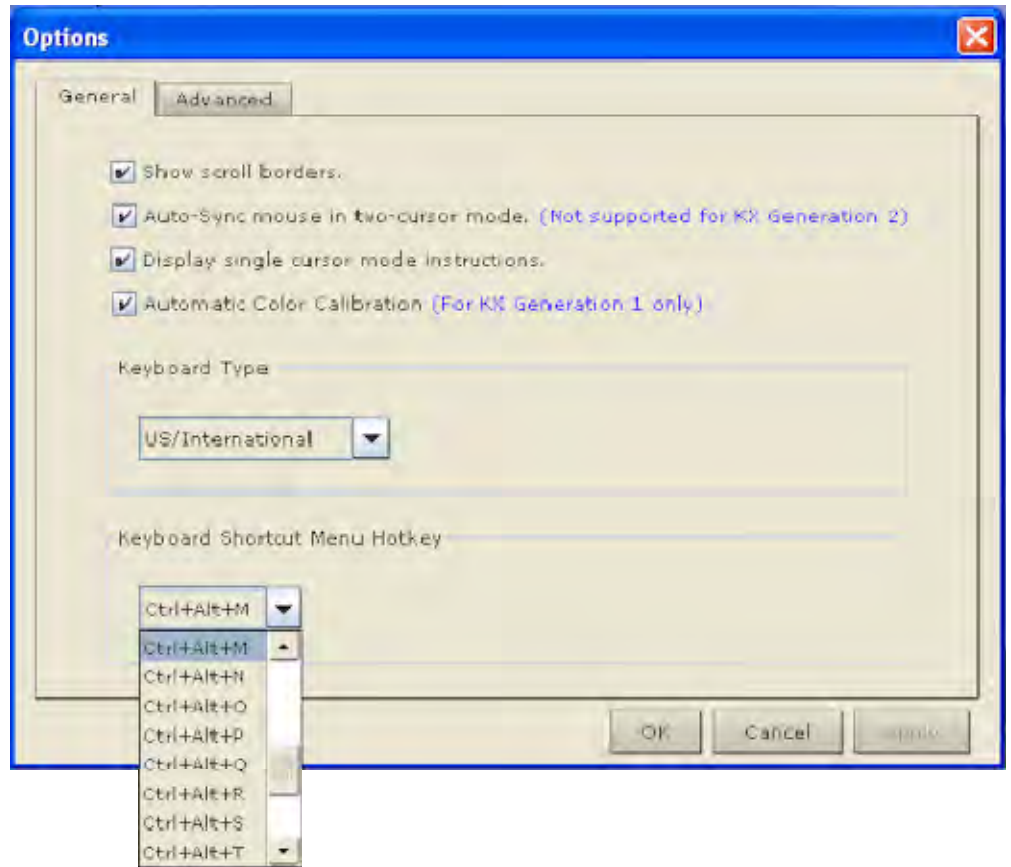 Options
General
Advanced
Show scroll borders.
Auto-Sync mouse in two-cursor mode. (Not supported for KX Generation 2)
Display single cursor mode instructions.
Automatic Color Calibration (For KX Generation 1 only)
Keyboard Type
US/International
Keyboard Shortcut Menu Hotkey
Ctrl+Alt+M
Ctrl+Alt+M
Ctrl+Alt+N
Ctrl+Alt+O
Ctrl+Alt+P
Ctrl+Alt+Q
Ctrl+Alt+R
Ctrl+Alt+S
Ctrl+Alt+T
OK
Cancel
Apply